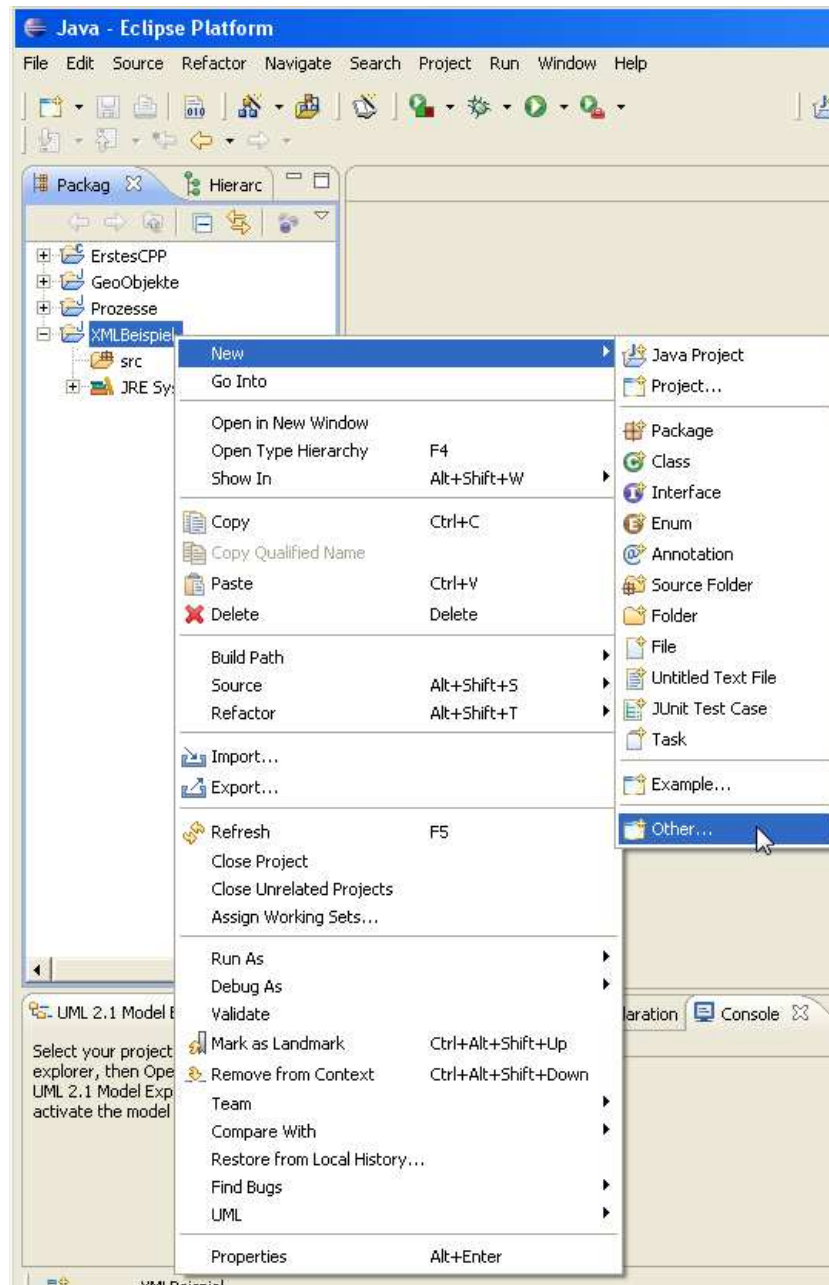 Java - Eclipse Platform
File Edit Source Refactor Navigate Search Project Run Window Help
Packag Hierarc
ErstesCPP
GeoObjekte
Prozesse
XMLBeispiel
src
JRE Sy
New
Go Into
Open in New Window
Open Type Hierarchy F4
Show In Alt+Shift+W
Copy Ctrl+C
Copy Qualified Name
Paste Ctrl+V
Delete Delete
Build Path
Source Alt+Shift+S
Refactor Alt+Shift+T
Import...
Export...
Refresh F5
Close Project
Close Unrelated Projects
Assign Working Sets...
Run As
Debug As
Validate
Mark as Landmark Ctrl+Alt+Shift+Up
Remove from Context Ctrl+Alt+Shift+Down
Team
Compare With
Restore from Local History...
Find Bugs
UML
Properties Alt+Enter
Java Project
Project...
Package
Class
Interface
Enum
Annotation
Source Folder
Folder
File
Untitled Text File
JUnit Test Case
Task
Example...
Other...
UML 2.1 Model
laration Console
Select your project
explorer, then Ope
UML 2.1 Model Exp
activate the model
XMLBeispiel